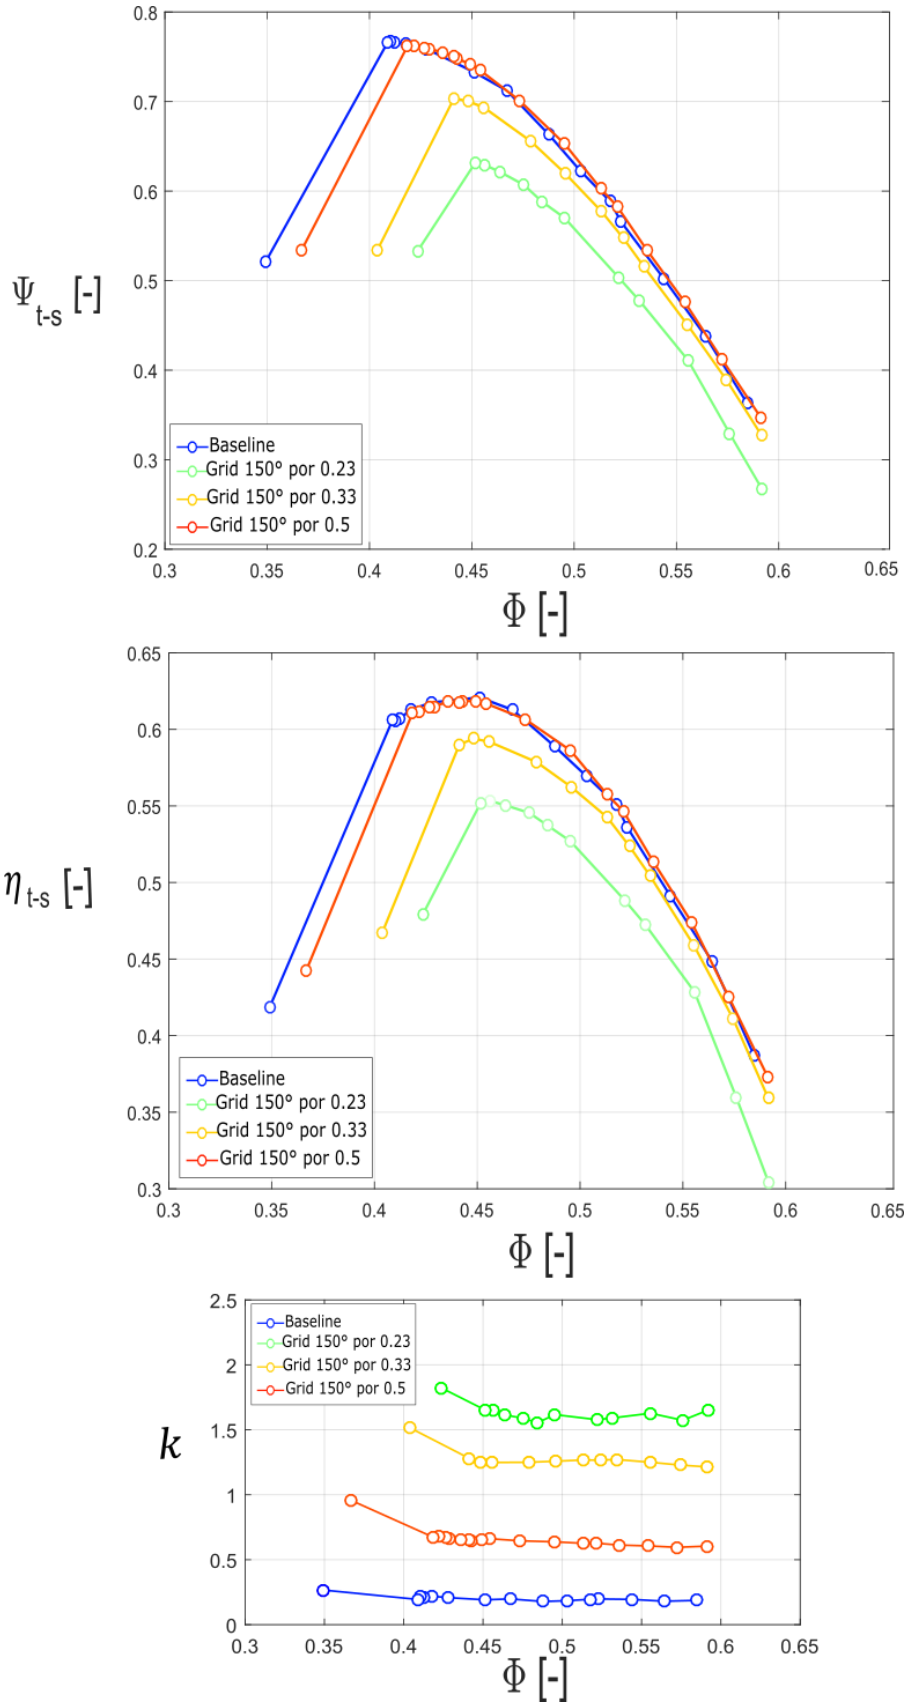 0.8
0.7
0.6
Ψt-s [-]
0.5
0.4
0.3
0.2
Baseline
Grid 150° por 0.23
Grid 150° por 0.33
Grid 150° por 0.5
0.3 0.35 0.4 0.45 0.5 0.55 0.6 0.65
Φ [-]
0.65
0.6
0.55
0.5
ηt-s [-]
0.45
0.4
0.35
0.3
Baseline
Grid 150° por 0.23
Grid 150° por 0.33
Grid 150° por 0.5
0.3 0.35 0.4 0.45 0.5 0.55 0.6 0.65
Φ [-]
2.5
2
1.5
k
1
0.5
0
Baseline
Grid 150° por 0.23
Grid 150° por 0.33
Grid 150° por 0.5
0.3 0.35 0.4 0.45 0.5 0.55 0.6 0.65
Φ [-]